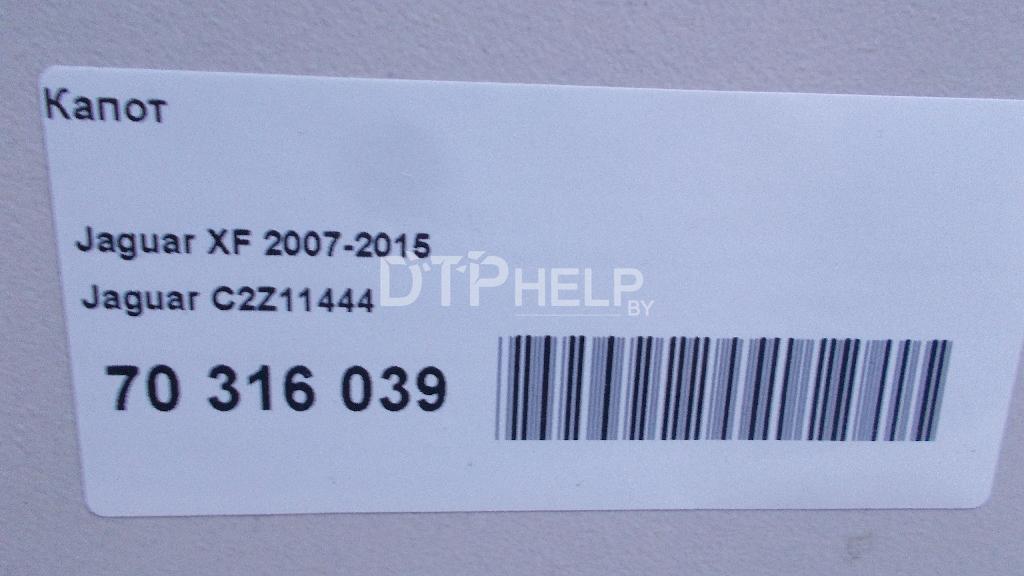 Капот
Jaguar XF 2007-2015
Jaguar C2Z11444
DTPHELP
BY
70 316 039